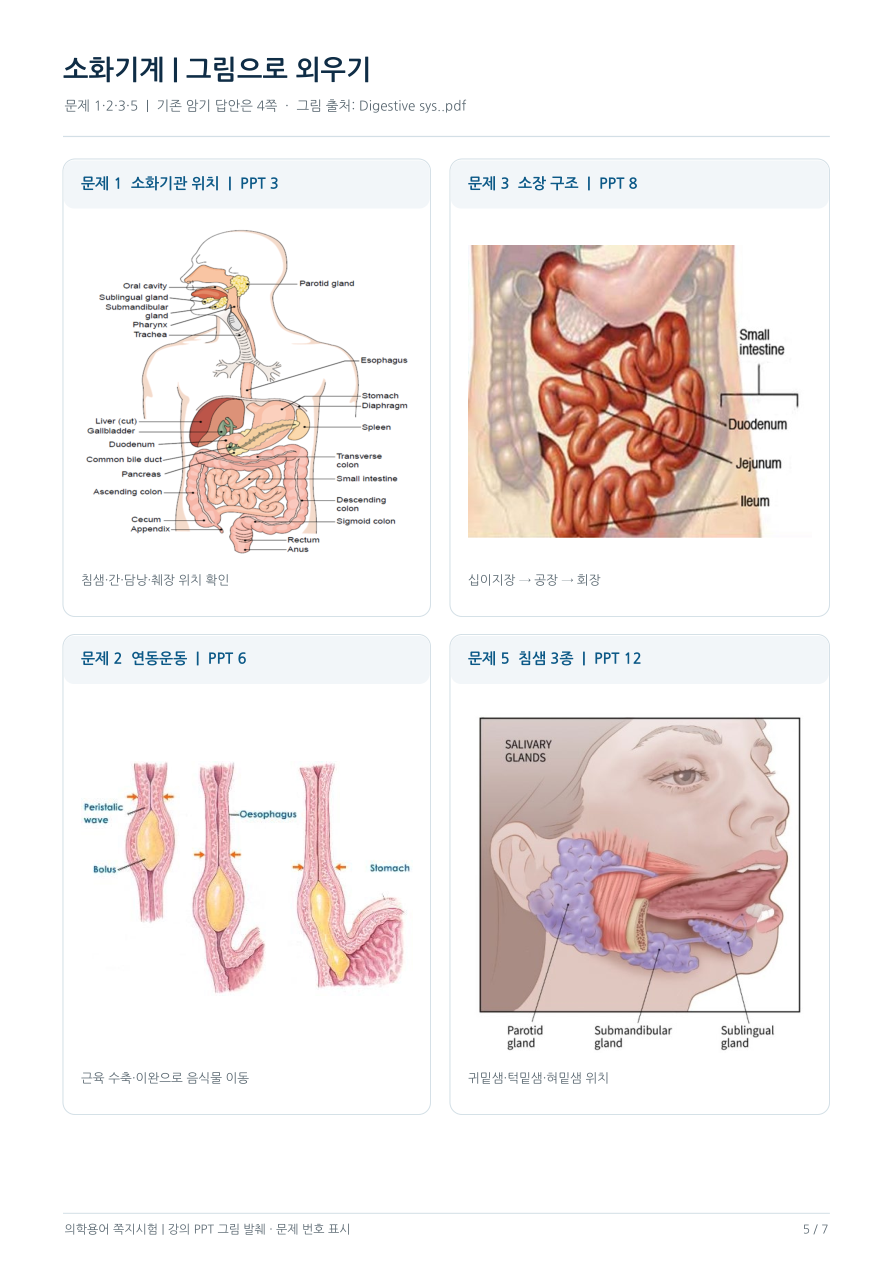 소화기계 | 그림으로 외우기
문제 1·2·3·5 | 기존 암기 답안은 4쪽 · 그림 출처: Digestive sys..pdf
문제 1 소화기관 위치 | PPT 3
Oral cavity
Sublingual gland
Submandibular
gland
Pharynx
Trachea
Parotid gland
Esophagus
Stomach
Diaphragm
Liver (cut)
Gallbladder
Spleen
Duodenum
Common bile duct
Pancreas
Transverse
colon
Small intestine
Ascending colon
Descending
colon
Cecum
Appendix
Sigmoid colon
Rectum
Anus
침샘·간·담낭·췌장 위치 확인
문제 3 소장 구조 | PPT 8
Small
intestine
Duodenum
Jejunum
Ileum
십이지장 → 공장 → 회장
문제 2 연동운동 | PPT 6
Peristalic
wave
Bolus
Oesophagus
Stomach
근육 수축·이완으로 음식물 이동
문제 5 침샘 3종 | PPT 12
SALIVARY
GLANDS
Parotid
gland
Submandibular
gland
Sublingual
gland
귀밑샘·턱밑샘·혀밑샘 위치
의학용어 쪽지시험 | 강의 PPT 그림 발췌 · 문제 번호 표시
5 / 7